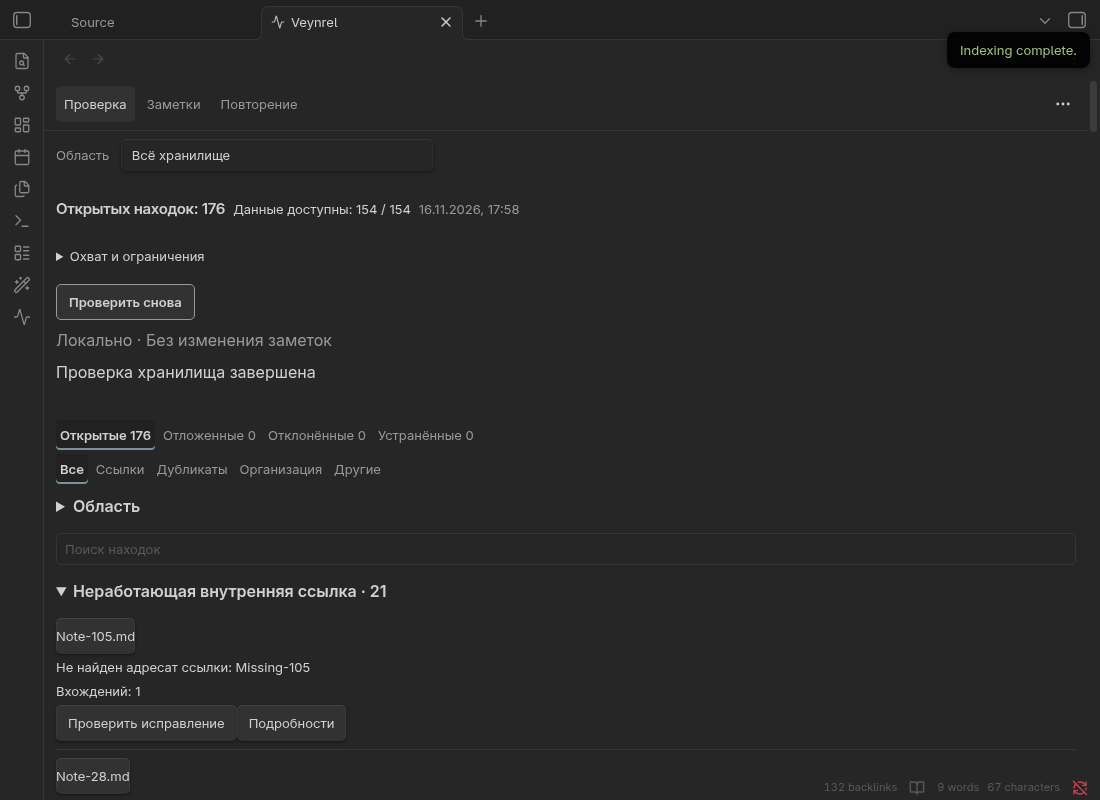 Source
Veynrel
Indexing complete.
Проверка Заметки Повторение
Область Всё хранилище
Открытых находок: 176 Данные доступны: 154 / 154 16.11.2026, 17:58
Охват и ограничения
Проверить снова
Локально · Без изменения заметок
Проверка хранилища завершена
Открытые 176 Отложенные 0 Отклонённые 0 Устранённые 0
Все Ссылки Дубликаты Организация Другие
Область
Поиск находок
Неработающая внутренняя ссылка · 21
Note-105.md
Не найден адресат ссылки: Missing-105
Вхождений: 1
Проверить исправление Подробности
Note-28.md
132 backlinks 9 words 67 characters